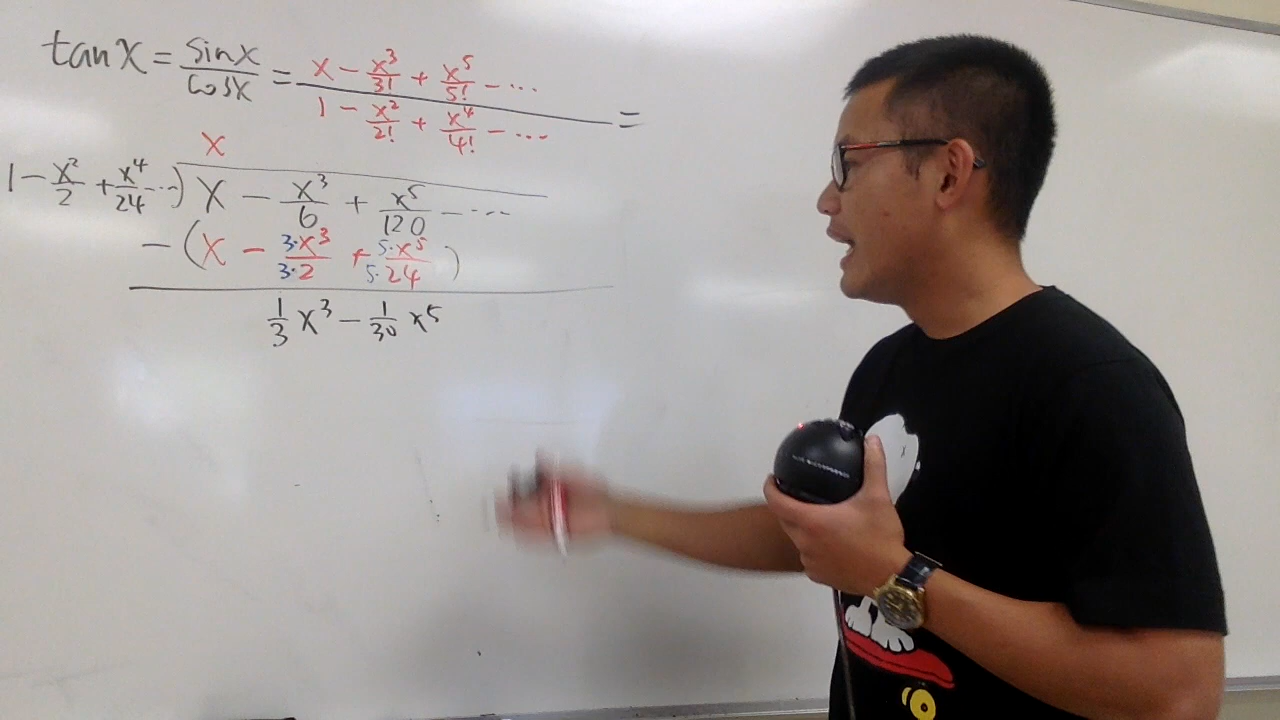 tan x = sin x / cos x = (x - x³/3! + x⁵/5! - ...) / (1 - x²/2! + x⁴/4! - ...) =
x
1 - x²/2 + x⁴/24 - ... ) x - x³/6 + x⁵/120 - ...
- (x - 3·x³/3·2 + 5·x⁵/5·24)
1/3 x³ - 1/30 x⁵